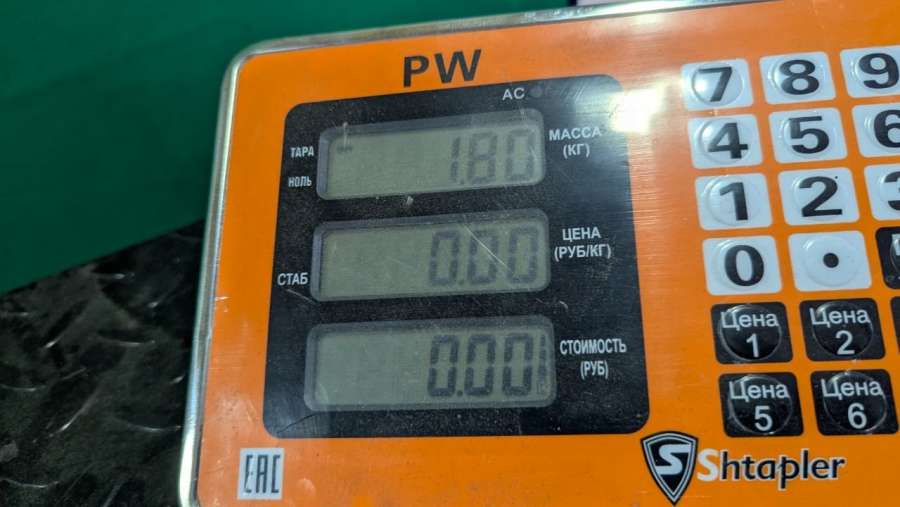 PW
AC
ТАРА
НОЛЬ
1.80
МАССА
(КГ)
СТАБ
0.00
ЦЕНА
(РУБ/КГ)
0.00
СТОИМОСТЬ
(РУБ)
7 8 9
4 5 6
1 2 3
0 .
Цена 1
Цена 2
Цена 5
Цена 6
EAC
S Shtapler